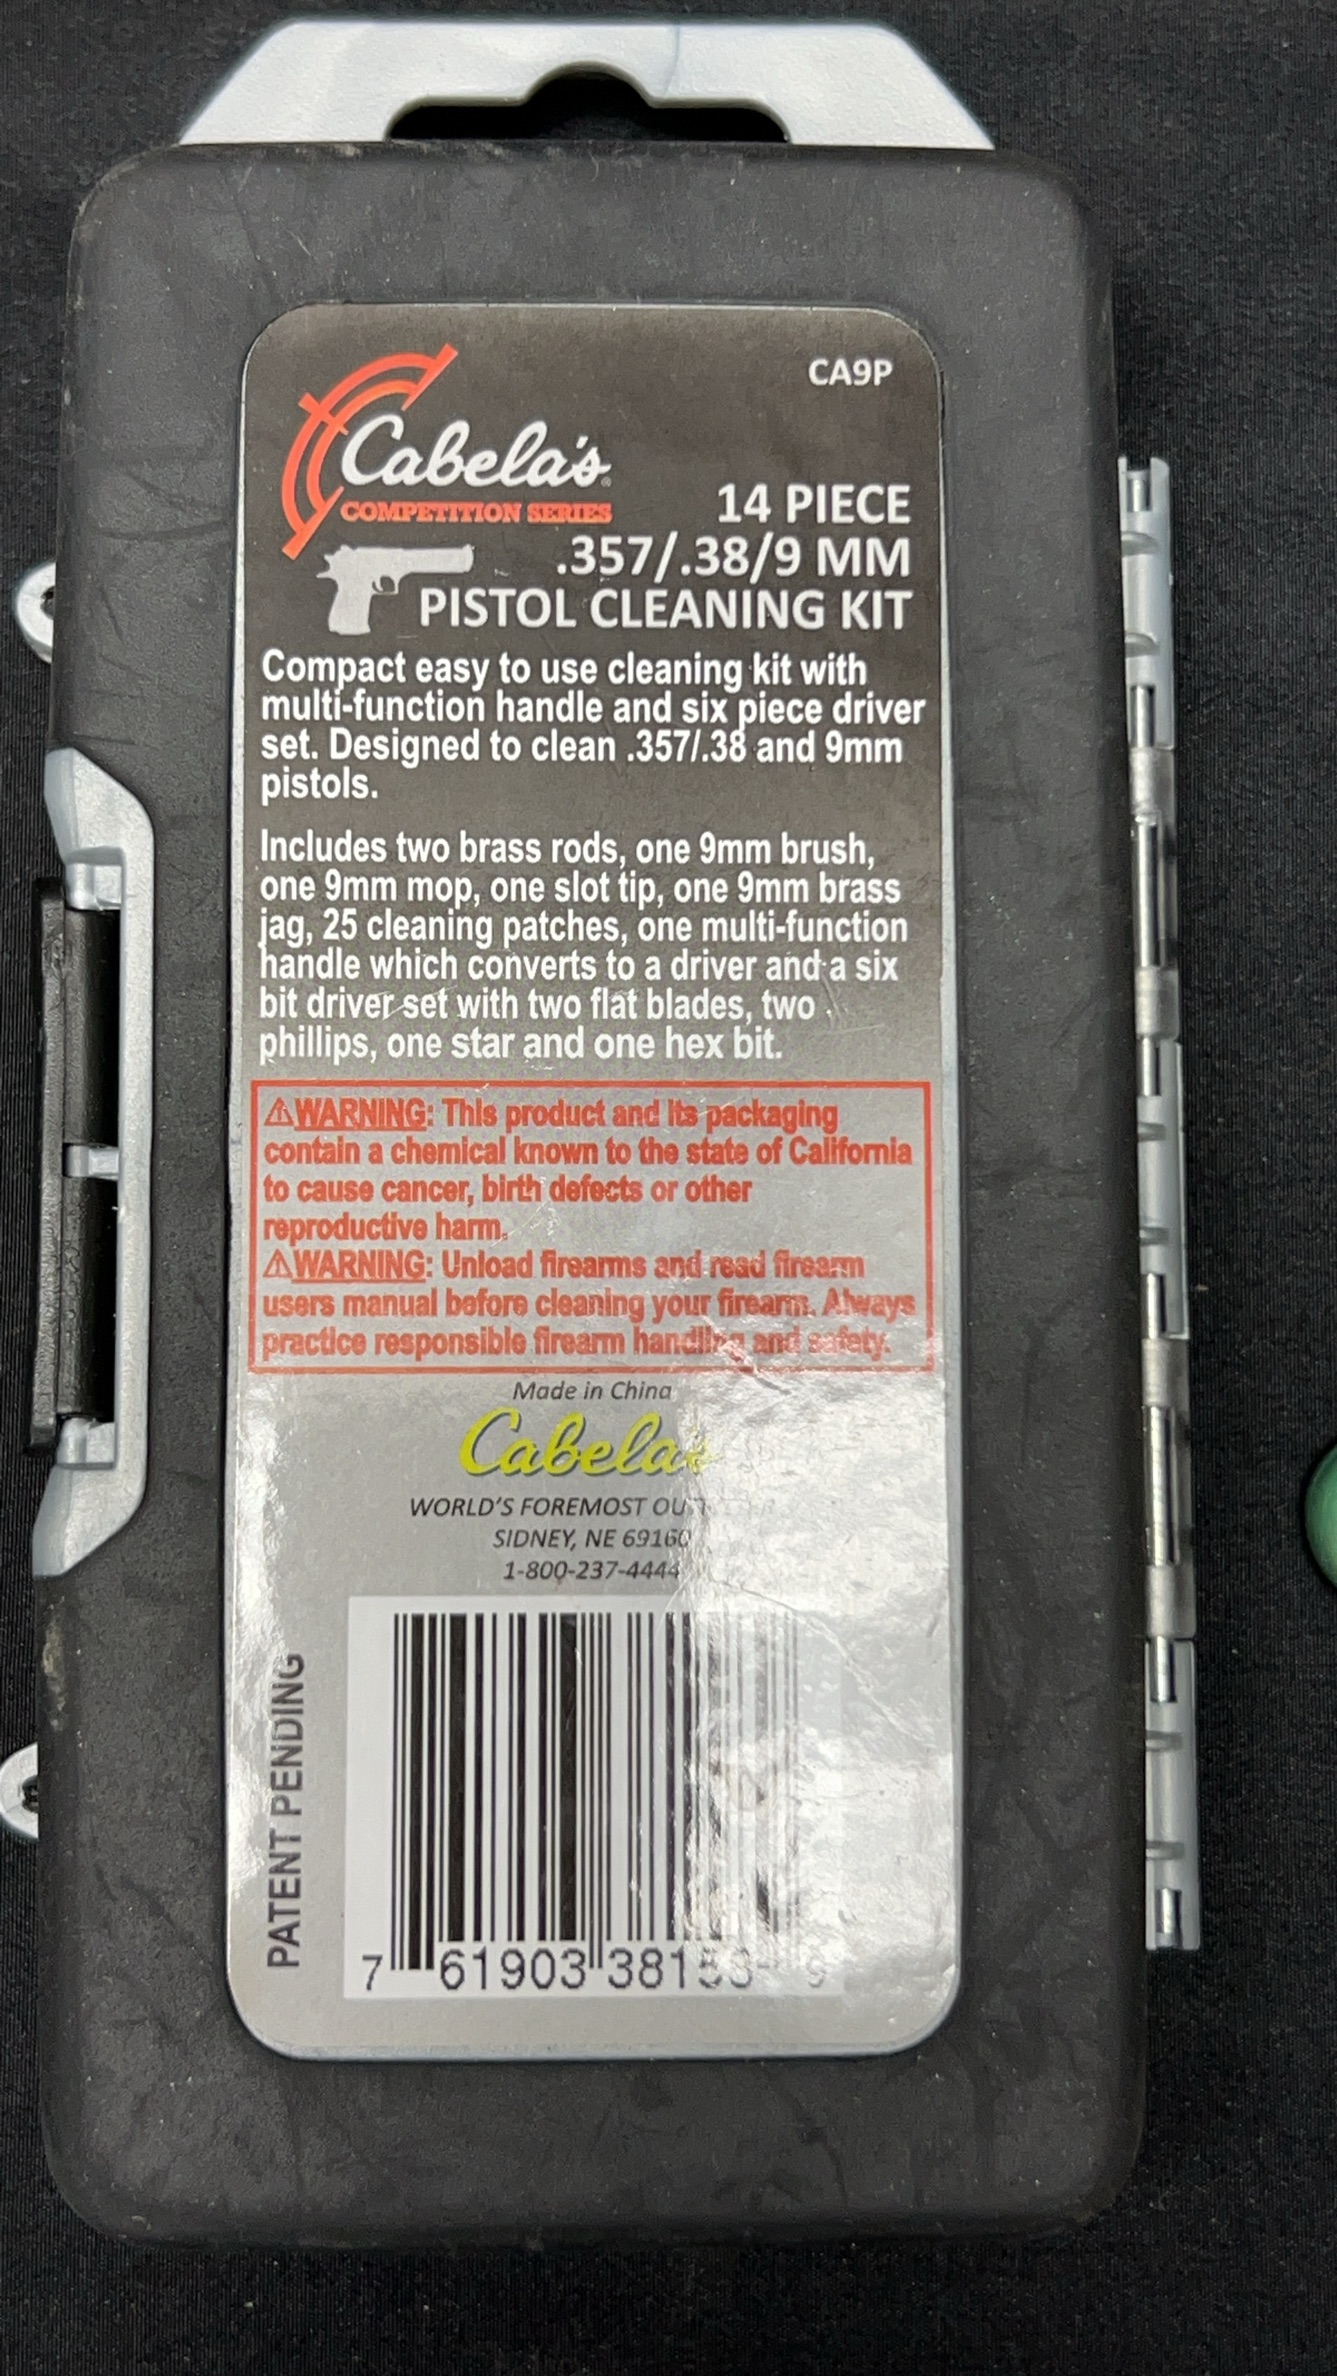 CA9P
Cabela's
COMPETITION SERIES
14 PIECE
.357/.38/9 MM
PISTOL CLEANING KIT
Compact easy to use cleaning kit with
multi-function handle and six piece driver
set. Designed to clean .357/.38 and 9mm
pistols.
Includes two brass rods, one 9mm brush,
one 9mm mop, one slot tip, one 9mm brass
jag, 25 cleaning patches, one multi-function
handle which converts to a driver and a six
bit driver set with two flat blades, two
phillips, one star and one hex bit.
⚠WARNING: This product and its packaging
contain a chemical known to the state of California
to cause cancer, birth defects or other
reproductive harm.
⚠WARNING: Unload firearms and read firearm
users manual before cleaning your firearm. Always
practice responsible firearm handling and safety.
Made in China
Cabela's
WORLD'S FOREMOST
SIDNEY, NE 69160
1-800-237-4444
PATENT PENDING
7 61903 9